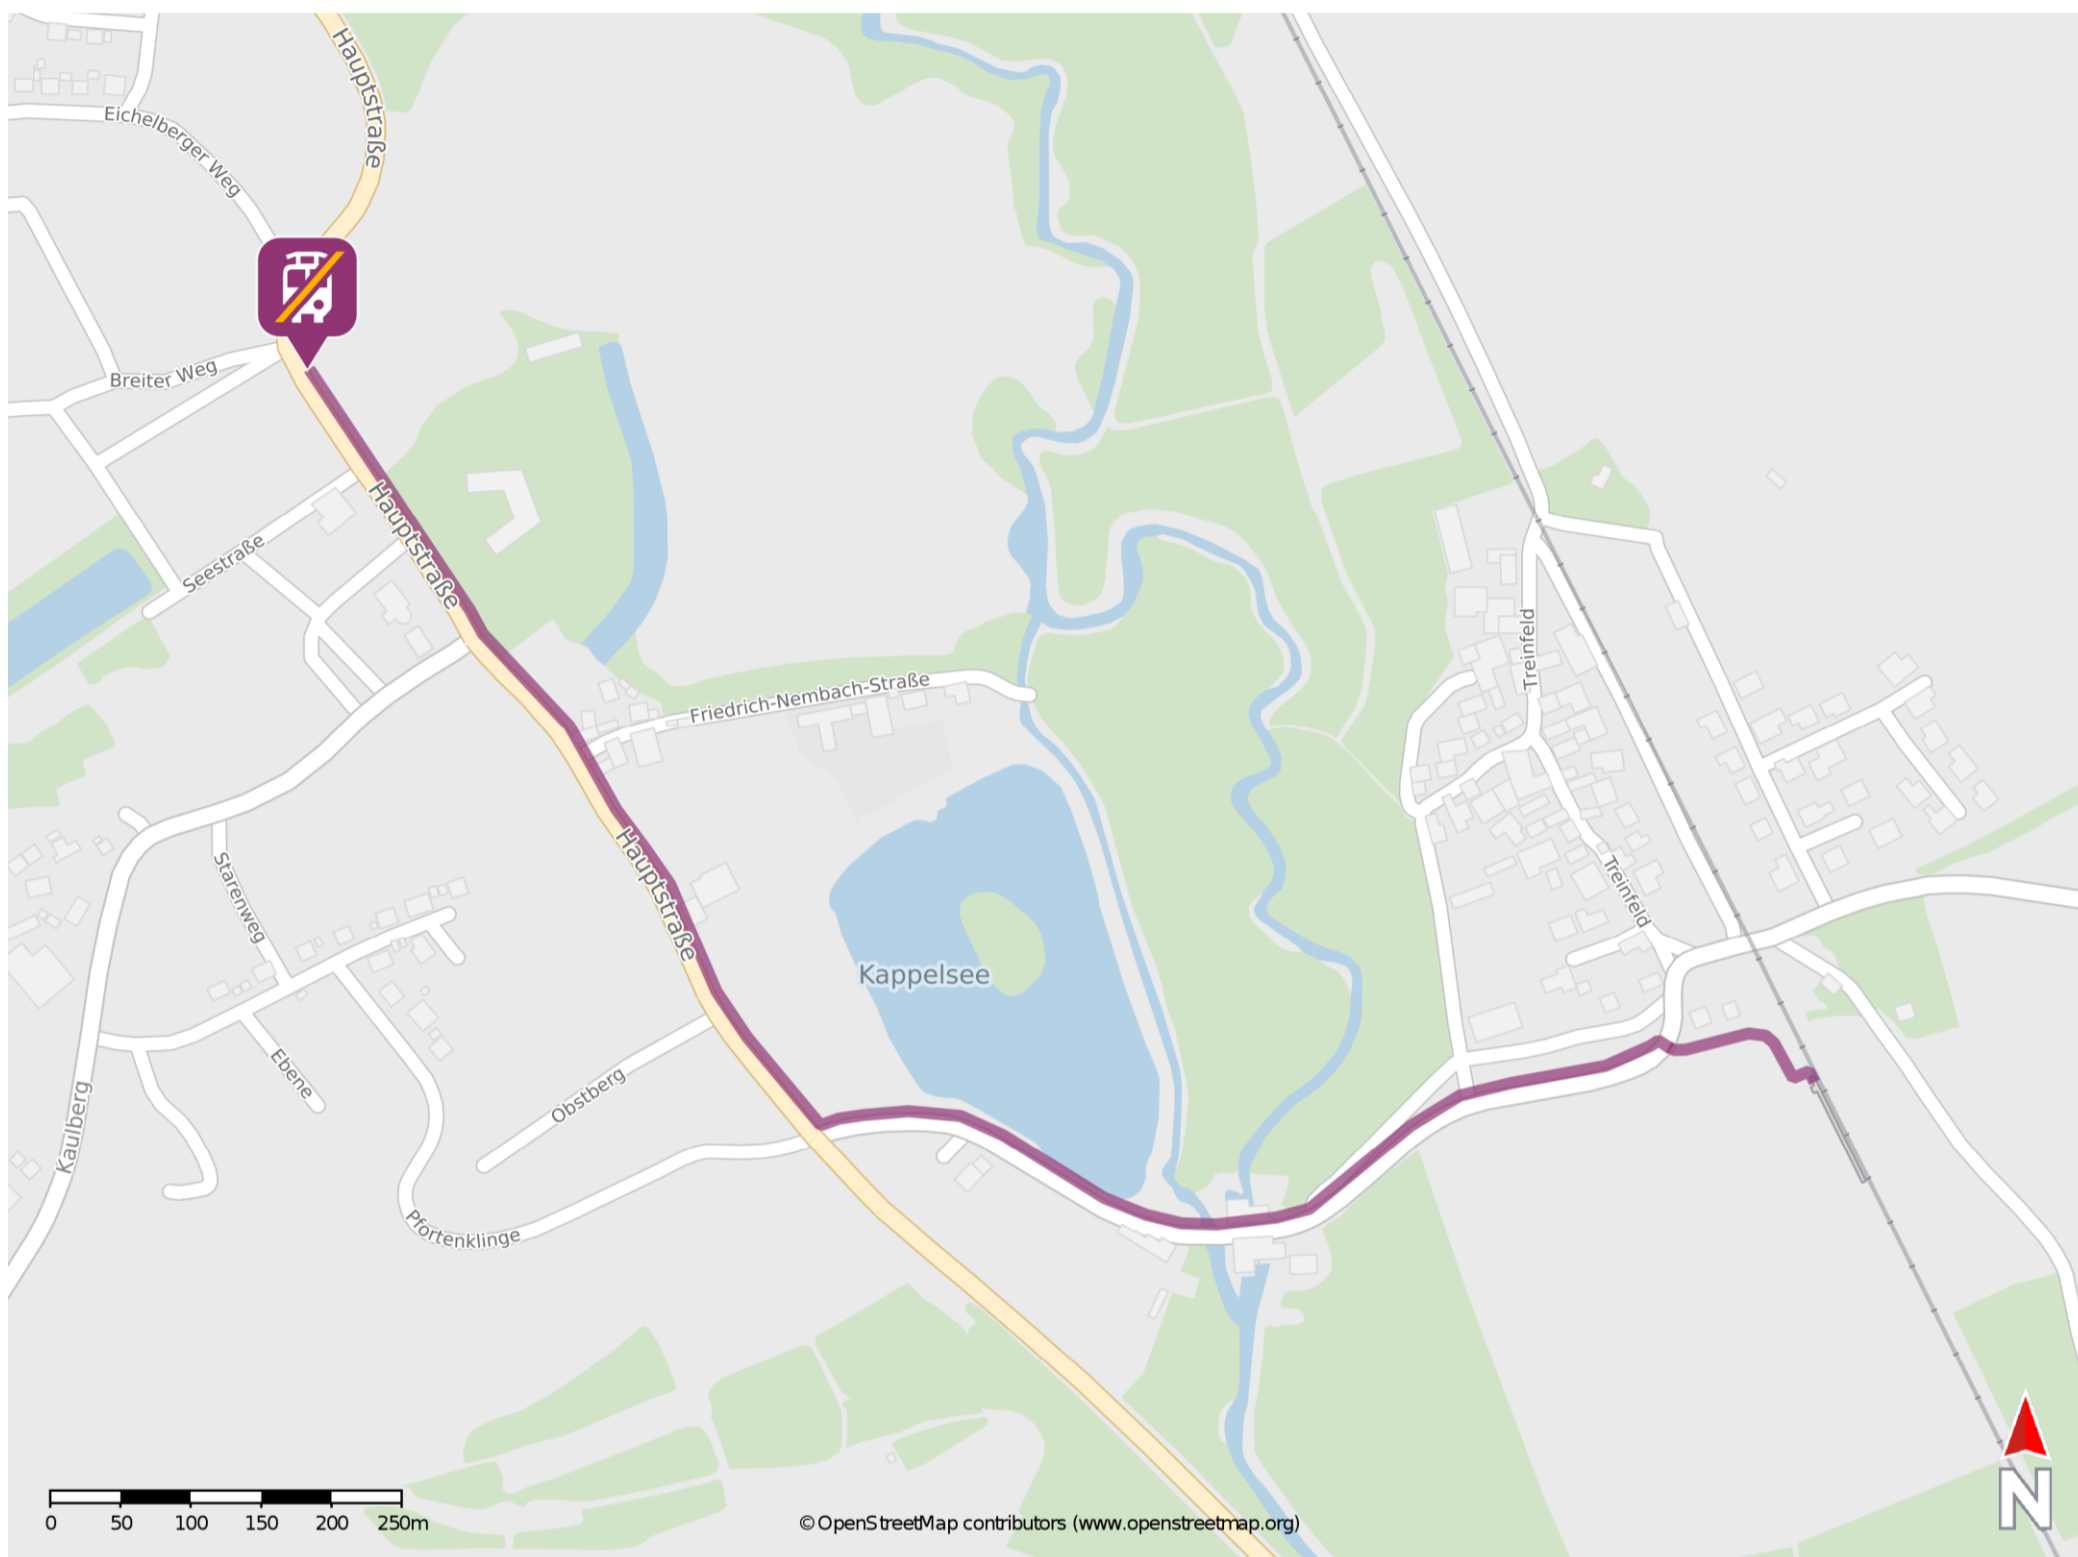 Hauptstraße
Eichelberger Weg
Breiter Weg
Hauptstraße
Seestraße
Treinfeld
Friedrich-Nembach-Straße
Hauptstraße
Starenweg
Treinfeld
Kappelsee
Ebene
Obstberg
Kaulberg
Pfortenklinge
N
0 50 100 150 200 250m
© OpenStreetMap contributors (www.openstreetmap.org)